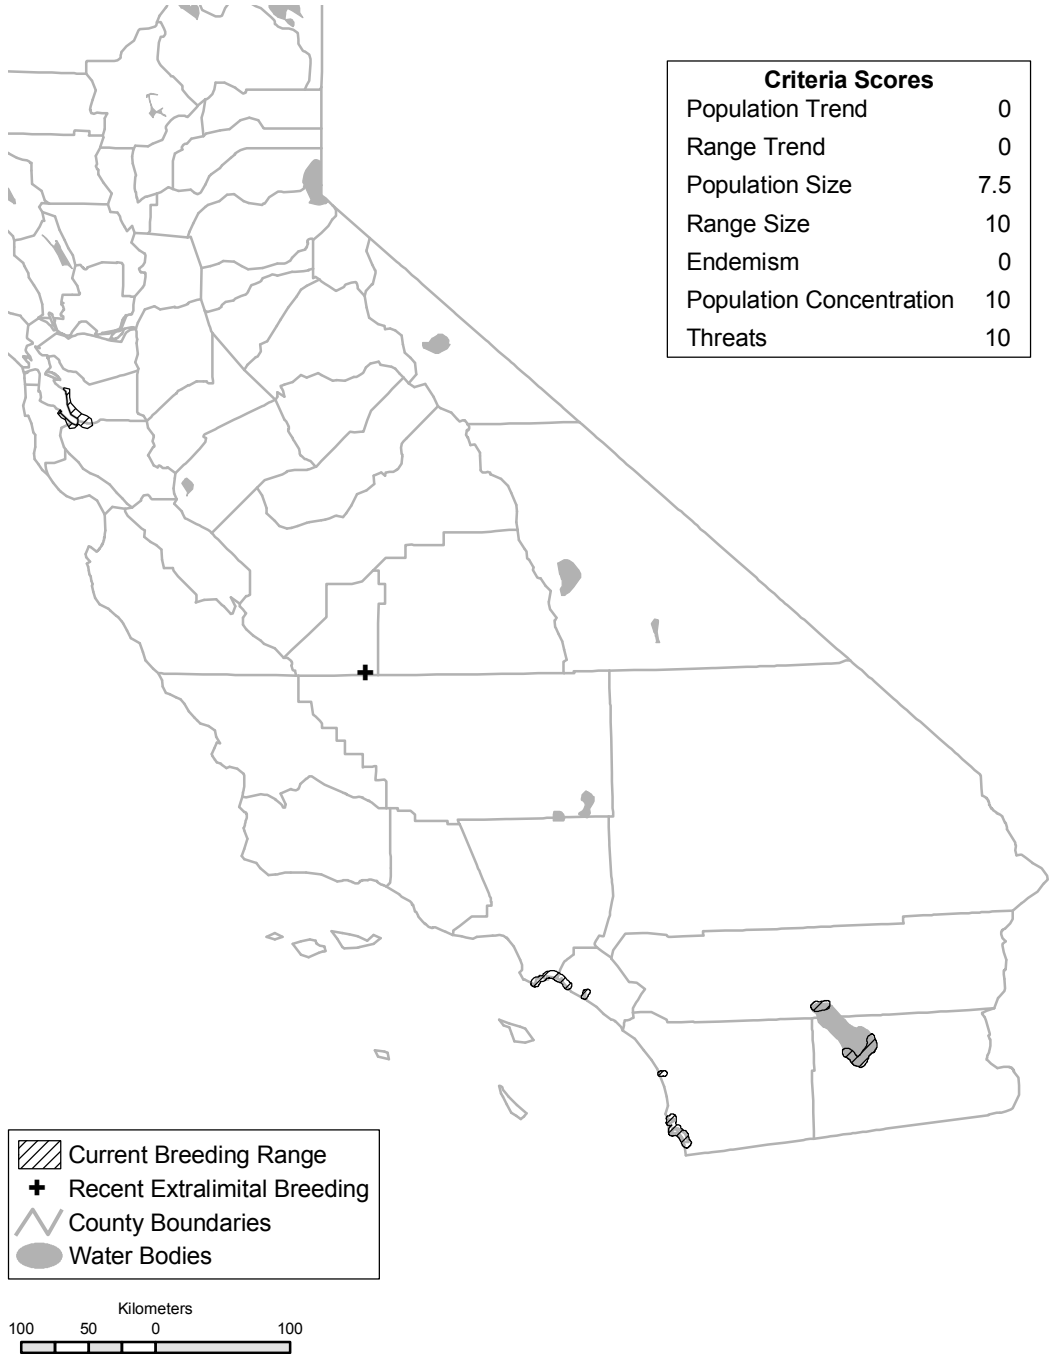 Criteria Scores
Population Trend 0
Range Trend 0
Population Size 7.5
Range Size 10
Endemism 0
Population Concentration 10
Threats 10
Current Breeding Range
Recent Extralimital Breeding
County Boundaries
Water Bodies
Kilometers
100 50 0 100